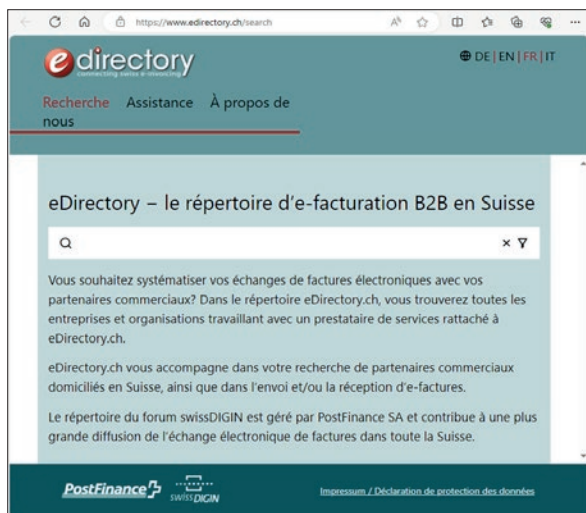 https://www.edirectory.ch/search
edirectory
connecting swiss e-invoicing
DE | EN | FR | IT
Recherche Assistance À propos de
nous
eDirectory – le répertoire d'e-facturation B2B en Suisse
Vous souhaitez systématiser vos échanges de factures électroniques avec vos
partenaires commerciaux? Dans le répertoire eDirectory.ch, vous trouverez toutes les
entreprises et organisations travaillant avec un prestataire de services rattaché à
eDirectory.ch.
eDirectory.ch vous accompagne dans votre recherche de partenaires commerciaux
domiciliés en Suisse, ainsi que dans l'envoi et/ou la réception d'e-factures.
Le répertoire du forum swissDIGIN est géré par PostFinance SA et contribue à une plus
grande diffusion de l'échange électronique de factures dans toute la Suisse.
PostFinance
swissDIGIN
Impressum / Déclaration de protection des données